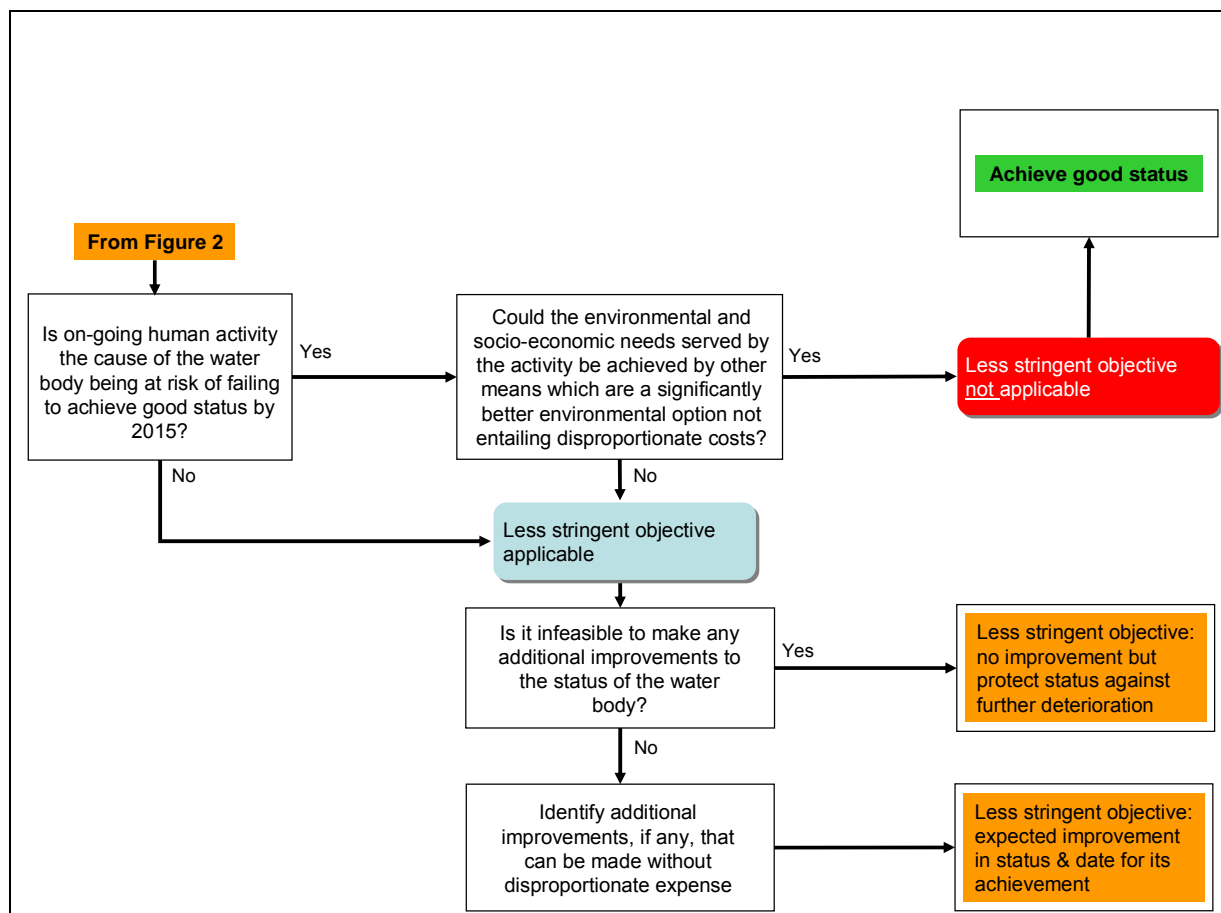 Achieve good status
From Figure 2
Is on-going human activity
the cause of the water
body being at risk of failing
to achieve good status by
2015?
Yes
No
Could the environmental and
socio-economic needs served by
the activity be achieved by other
means which are a significantly
better environmental option not
entailing disproportionate costs?
Yes
No
Less stringent objective
not applicable
Less stringent objective
applicable
Is it infeasible to make any
additional improvements to
the status of the water
body?
Yes
No
Less stringent objective:
no improvement but
protect status against
further deterioration
Identify additional
improvements, if any, that
can be made without
disproportionate expense
Less stringent objective:
expected improvement
in status & date for its
achievement